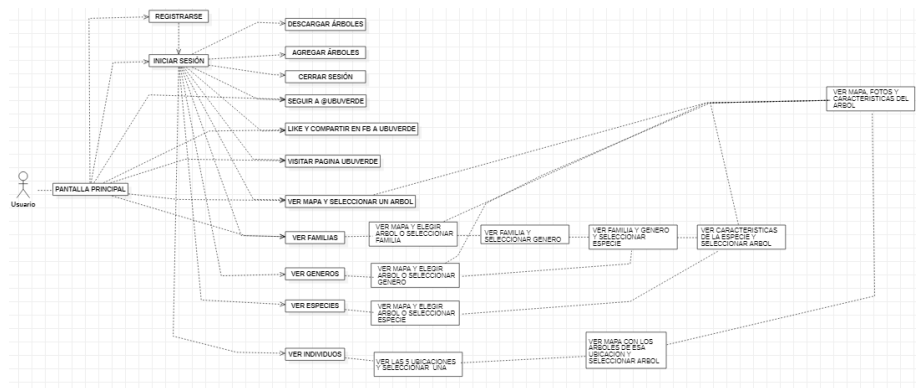 REGISTRARSE
DESCARGAR ÁRBOLES
INICIAR SESIÓN
AGREGAR ÁRBOLES
CERRAR SESIÓN
SEGUIR A @UBUVERDE
VER MAPA, FOTOS Y
CARACTERISTICAS DEL
ARBOL
LIKE Y COMPARTIR EN FB A UBUVERDE
VISITAR PAGINA UBUVERDE
Usuario
PANTALLA PRINCIPAL
VER MAPA Y SELECCIONAR UN ARBOL
VER FAMILIAS
VER MAPA Y ELEGIR
ARBOL O SELECCIONAR
FAMILIA
VER FAMILIA Y
SELECCIONAR GENERO
VER FAMILIA Y GENERO
Y SELECCIONAR
ESPECIE
VER CARACTERISTICAS
DE LA ESPECIE Y
SELECCIONAR ARBOL
VER GENEROS
VER MAPA Y ELEGIR
ARBOL O SELECCIONAR
GENERO
VER ESPECIES
VER MAPA Y ELEGIR
ARBOL O SELECCIONAR
ESPECIE
VER INDIVIDUOS
VER LAS 5 UBICACIONES
Y SELECCIONAR UNA
VER MAPA CON LOS
ARBOLES DE ESA
UBICACION Y
SELECCIONAR ARBOL